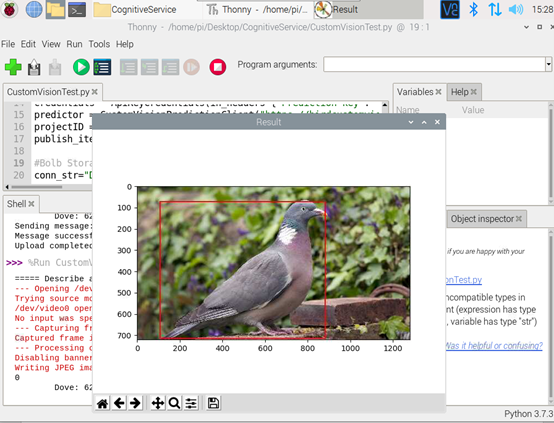 CognitiveService
Thonny - /home/pi/...
Result
15:28
Thonny - /home/pi/Desktop/CognitiveService/CustomVisionTest.py @ 19 : 1
File Edit View Run Tools Help
Program arguments:
CustomVisionTest.py
15 predictor =
16 projectID =
17 publish_ite
18
19 #Bolb Stora
20 conn_str="D
Variables
Help
Name Value
Result
Shell
Dove: 62
Sending message:
Message successf
Upload completed
>>> %Run CustomV
===== Describe a
--- Opening /dev
Trying source mo
/dev/video0 open
No input was spe
--- Capturing fr
Captured frame i
--- Processing c
Disabling banner
Writing JPEG ima
0
Dove: 62
0
100
200
300
400
500
600
700
0 200 400 600 800 1000 1200
Object inspector
if you are happy with your
onTest.py
ncompatible types in
nt (expression has type
, variable has type "str")
Was it helpful or confusing?
Python 3.7.3